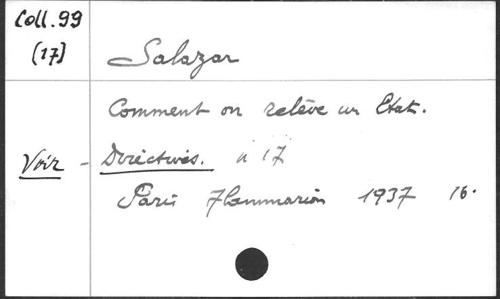 Coll. 99
(17)
Salazar
Comment on relève un Etat.
Voir - Directives. n 17
Paris Flammarion 1937 16.